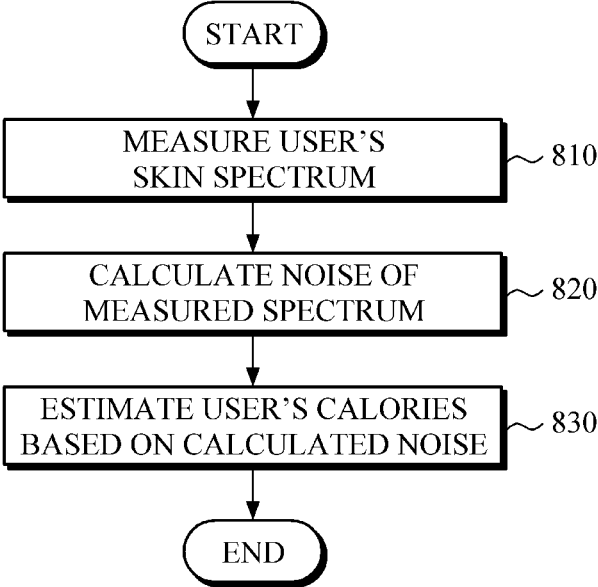 START
MEASURE USER’S
SKIN SPECTRUM
810
CALCULATE NOISE OF
MEASURED SPECTRUM
820
ESTIMATE USER’S CALORIES
BASED ON CALCULATED NOISE
830
END